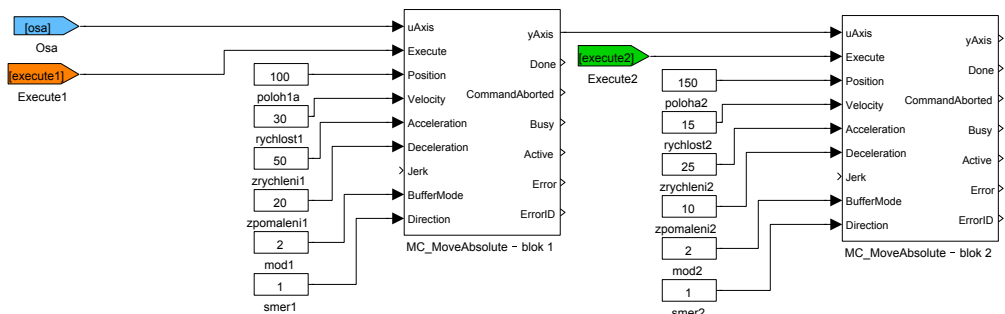 [osa]
Osa
[execute1]
Execute1
100
poloh1a
30
rychlost1
50
zrychleni1
20
zpomaleni1
2
mod1
1
smer1
uAxis
Execute
Position
Velocity
Acceleration
Deceleration
Jerk
BufferMode
Direction
yAxis
Done
CommandAborted
Busy
Active
Error
ErrorID
MC_MoveAbsolute - blok 1
[execute2]
Execute2
150
poloha2
15
rychlost2
25
zrychleni2
10
zpomaleni2
2
mod2
1
smer2
uAxis
Execute
Position
Velocity
Acceleration
Deceleration
Jerk
BufferMode
Direction
yAxis
Done
CommandAborted
Busy
Active
Error
ErrorID
MC_MoveAbsolute - blok 2